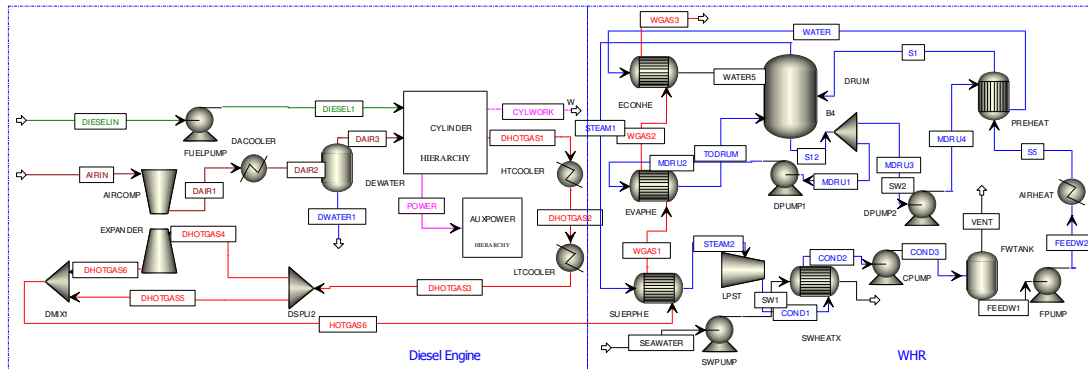 WGAS3
WATER
S1
WATER5
ECONHE
DRUM
B4
PREHEAT
DIESELIN
FUELPUMP
DIESEL1
CYLWORK
W
CYLINDER
HIERARCHY
DACOOLER
DAIR3
DHOTGAS1
STEAM1
WGAS2
MDRU2
TODRUM
S12
MDRU4
MDRU3
S5
AIRIN
DAIR1
DAIR2
DEWATER
HTCOOLER
EVAPHE
DPUMP1
MDRU1
SW2
DPUMP2
AIRHEAT
AIRCOMP
DWATER1
POWER
AUXPOWER
HIERARCHY
DHOTGAS2
VENT
EXPANDER
DHOTGAS4
LTCOOLER
WGAS1
STEAM2
COND2
COND3
CPUMP
FWTANK
FEEDW2
DHOTGAS6
DHOTGAS5
DMIX1
DSPLI2
DHOTGAS3
LPST
SW1
COND1
SUERPHE
SWHEATX
FEEDW1
FPUMP
HOTGAS6
SEAWATER
SWPUMP
Diesel Engine
WHR